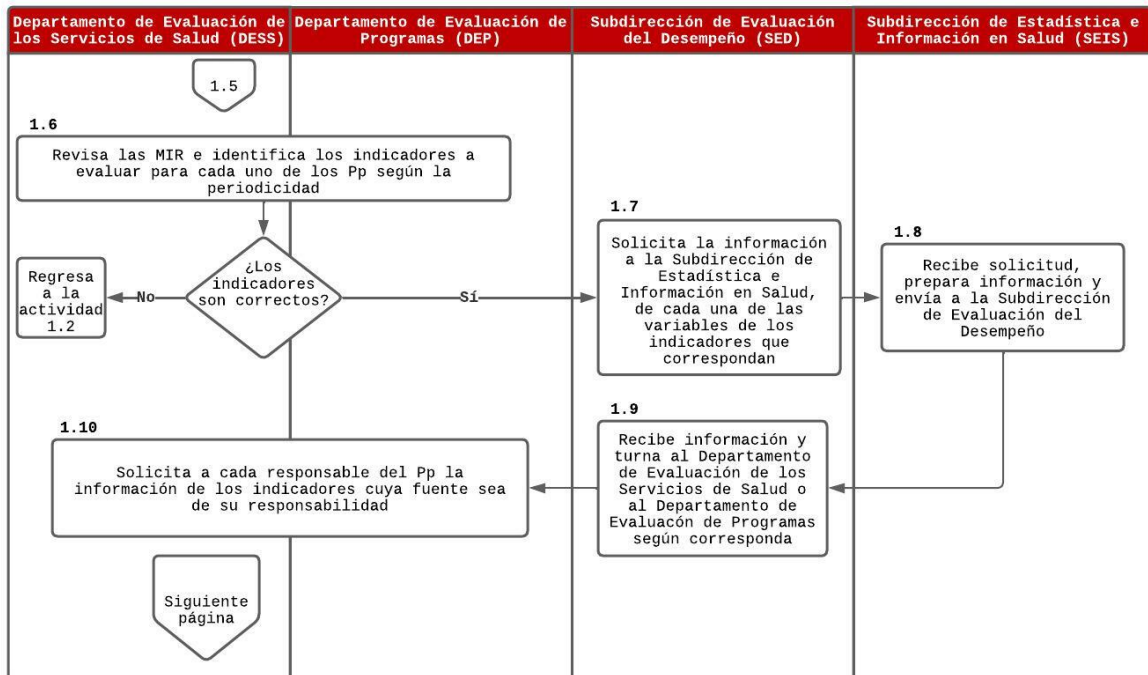 Departamento de Evaluación de
los Servicios de Salud (DESS)
Departamento de Evaluación de
Programas (DEP)
Subdirección de Evaluación
del Desempeño (SED)
Subdirección de Estadística e
Información en Salud (SEIS)
1.5
1.6
Revisa las MIR e identifica los indicadores a
evaluar para cada uno de los Pp según la
periodicidad
¿Los
indicadores
son correctos?
No
Regresa
a la
actividad
1.2
Sí
1.7
Solicita la información
a la Subdirección de
Estadística e
Información en Salud,
de cada una de las
variables de los
indicadores que
correspondan
1.8
Recibe solicitud,
prepara información y
envía a la Subdirección
de Evaluación del
Desempeño
1.9
Recibe información y
turna al Departamento
de Evaluación de los
Servicios de Salud o
al Departamento de
Evaluacón de Programas
según corresponda
1.10
Solicita a cada responsable del Pp la
información de los indicadores cuya fuente sea
de su responsabilidad
Siguiente
página